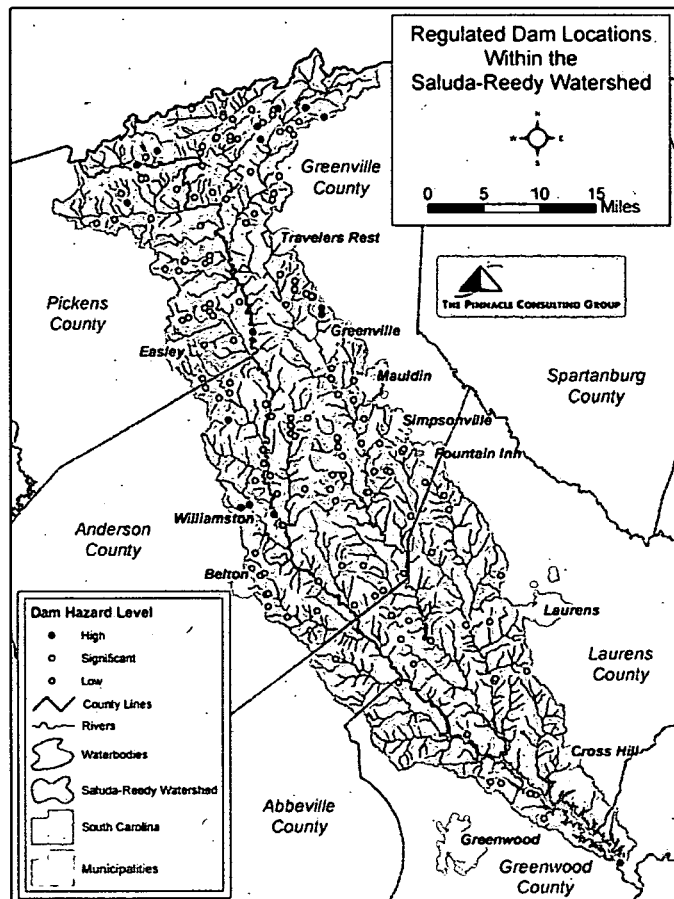 Regulated Dam Locations
Within the
Saluda-Reedy Watershed
N
W
E
S
0 5 10 15
Miles
THE PINNACLE CONSULTING GROUP
Greenville
County
Travelers Rest
Pickens
County
Greenville
Easley
Mauldin
Spartanburg
County
Simpsonville
Fountain Inn
Williamston
Anderson
County
Belton
Laurens
Laurens
County
Cross Hill
Abbeville
County
Greenwood
Greenwood
County
Dam Hazard Level
High
Significant
Low
County Lines
Rivers
Waterbodies
Saluda-Reedy Watershed
South Carolina
Municipalities